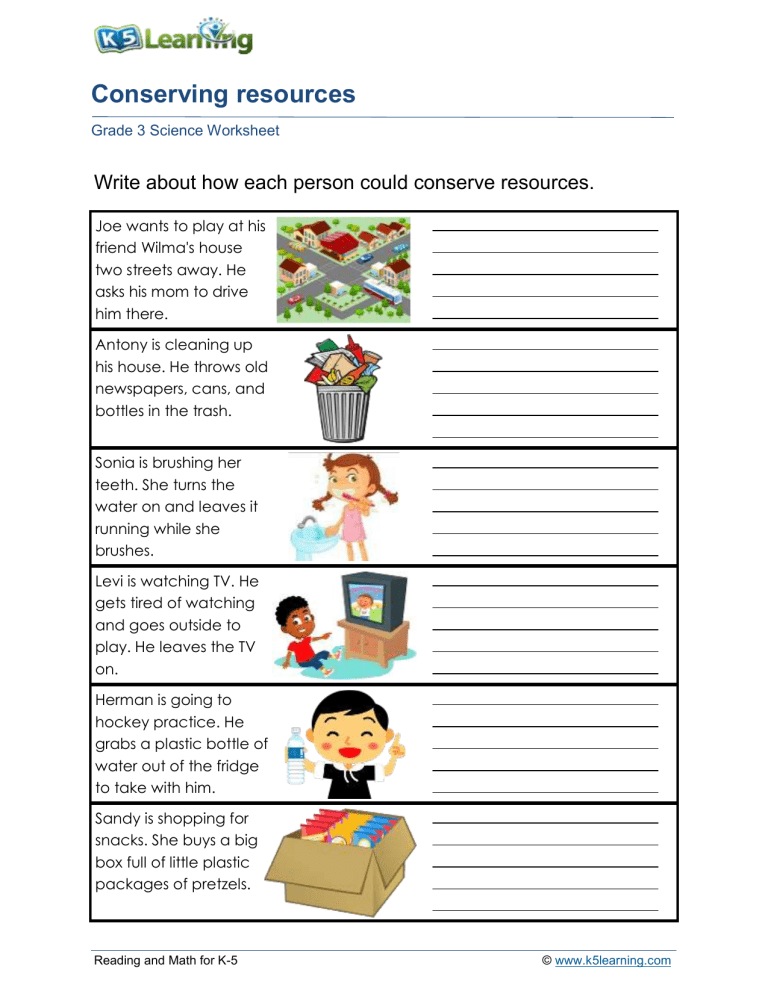 K5 Learning
Conserving resources
Grade 3 Science Worksheet
Write about how each person could conserve resources.
Joe wants to play at his
friend Wilma's house
two streets away. He
asks his mom to drive
him there.
Antony is cleaning up
his house. He throws old
newspapers, cans, and
bottles in the trash.
Sonia is brushing her
teeth. She turns the
water on and leaves it
running while she
brushes.
Levi is watching TV. He
gets tired of watching
and goes outside to
play. He leaves the TV
on.
Herman is going to
hockey practice. He
grabs a plastic bottle of
water out of the fridge
to take with him.
Sandy is shopping for
snacks. She buys a big
box full of little plastic
packages of pretzels.
Reading and Math for K-5
© www.k5learning.com